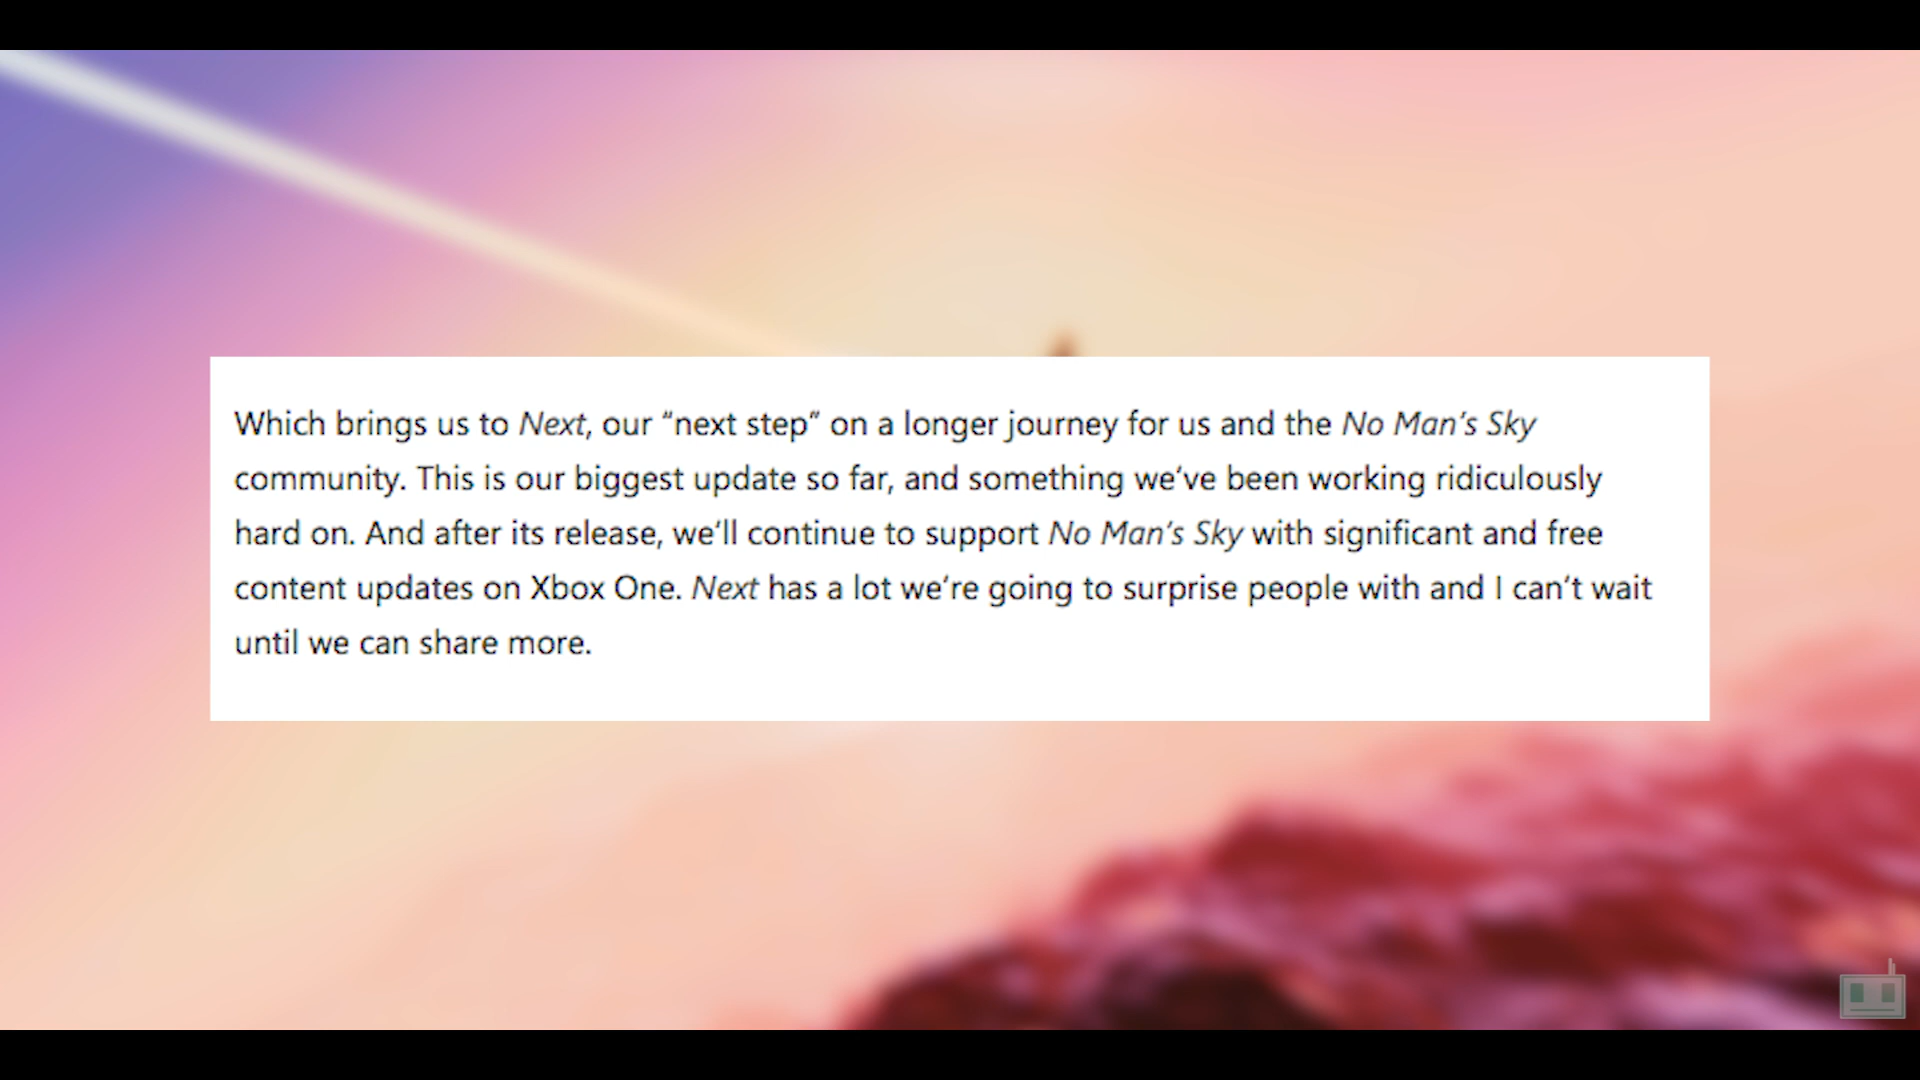 Which brings us to Next, our “next step” on a longer journey for us and the No Man’s Sky
community. This is our biggest update so far, and something we’ve been working ridiculously
hard on. And after its release, we’ll continue to support No Man’s Sky with significant and free
content updates on Xbox One. Next has a lot we’re going to surprise people with and I can’t wait
until we can share more.